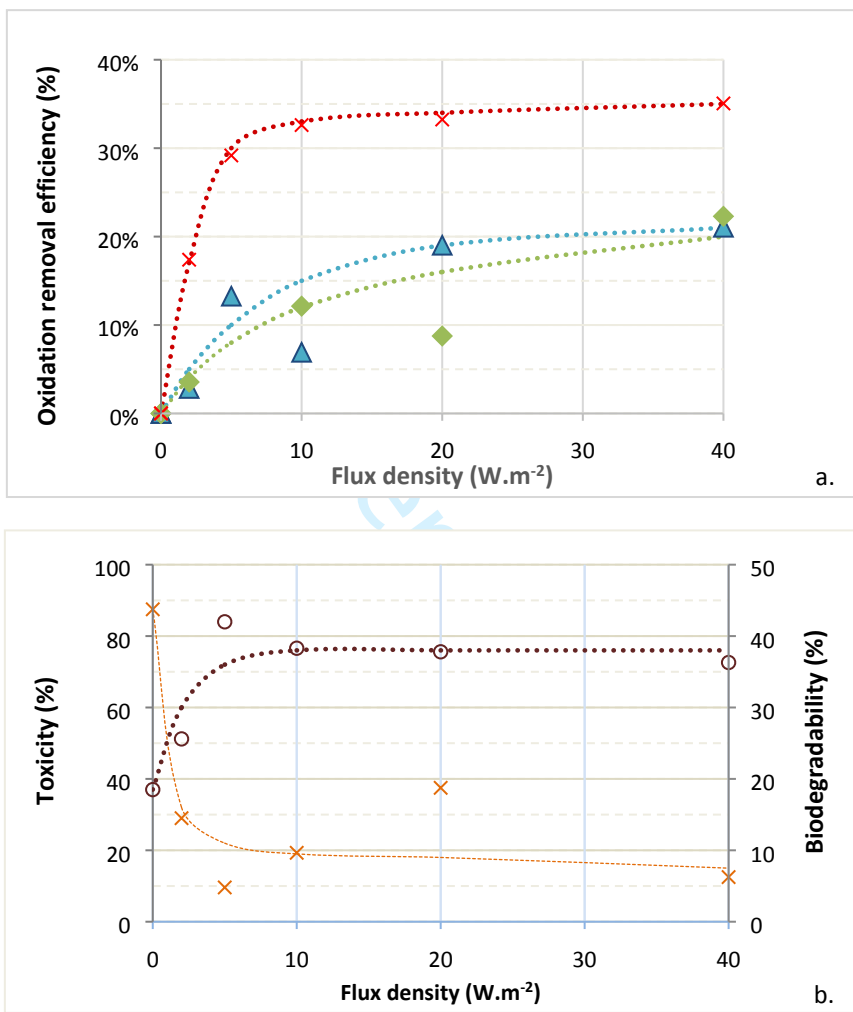 40%
30%
20%
10%
0%
Oxidation removal efficiency (%)
0 10 20 30 40
Flux density (W.m-2)
a.
100
80
60
40
20
0
Toxicity (%)
50
40
30
20
10
0
Biodegradability (%)
0 10 20 30 40
Flux density (W.m-2)
b.